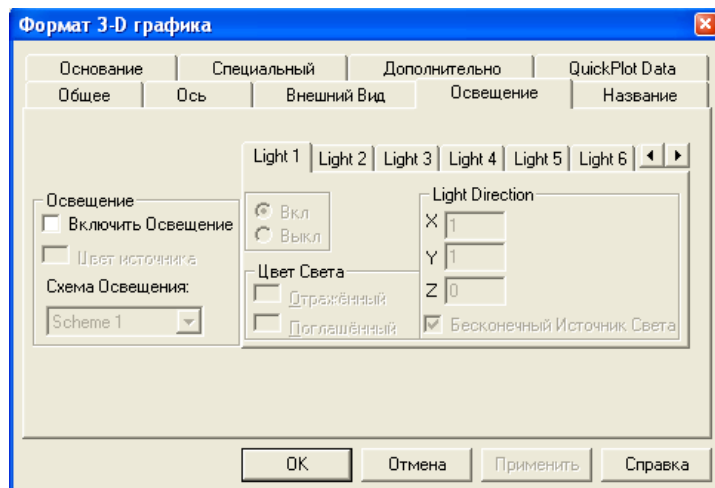 Формат 3-D графика
Основание Специальный Дополнительно QuickPlot Data
Общее Ось Внешний Вид Освещение Название
Light 1 Light 2 Light 3 Light 4 Light 5 Light 6
Освещение
Включить Освещение
Цвет источника
Схема Освещения:
Scheme 1
Вкл
Выкл
Цвет Света
Отражённый
Поглащённый
Light Direction
X 1
Y 1
Z 0
Бесконечный Источник Света
OK Отмена Применить Справка